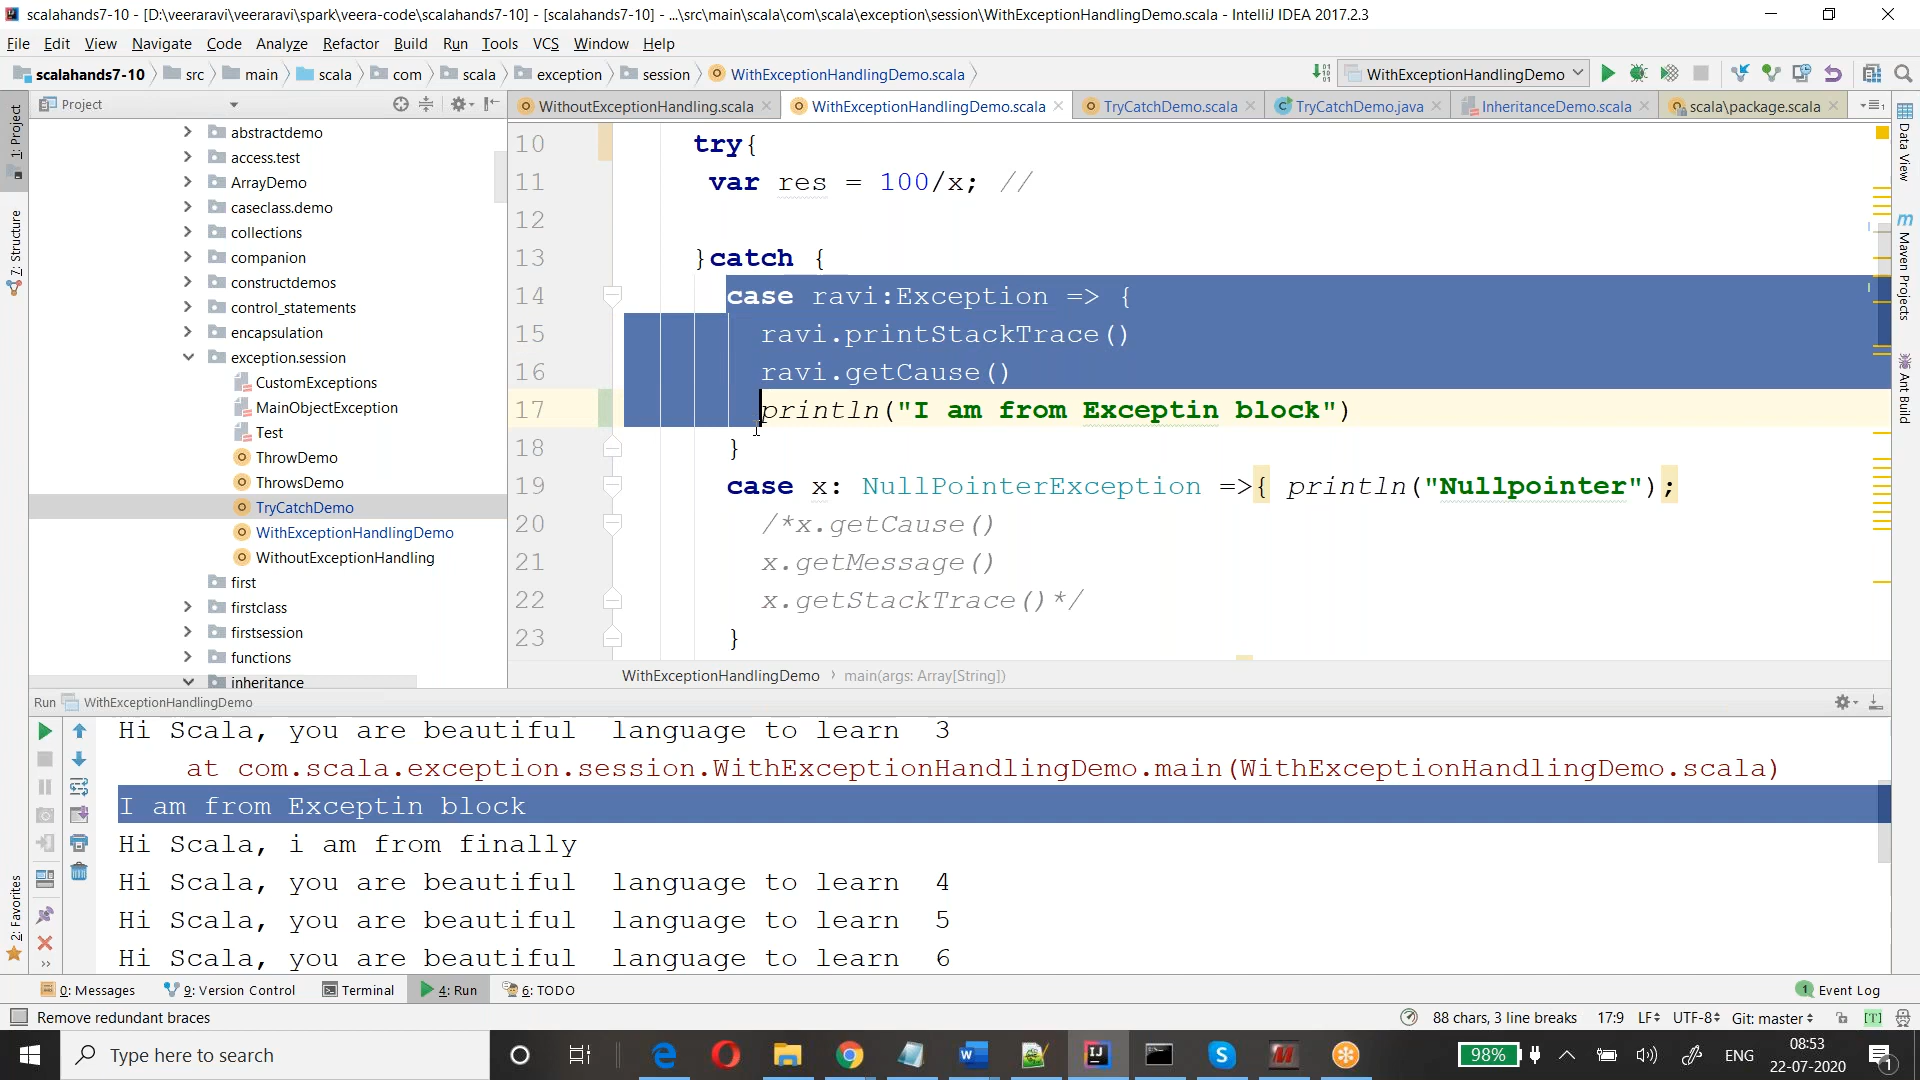 scalahands7-10 - [D:\veeraravi\veeraravi\spark\veera-code\scalahands7-10] - [scalahands7-10] - ...\src\main\scala\com\scala\exception\session\WithExceptionHandlingDemo.scala - IntelliJ IDEA 2017.2.3
File Edit View Navigate Code Analyze Refactor Build Run Tools VCS Window Help
scalahands7-10 src main scala com scala exception session WithExceptionHandlingDemo.scala WithExceptionHandlingDemo
Project WithoutExceptionHandling.scala WithExceptionHandlingDemo.scala TryCatchDemo.scala TryCatchDemo.java InheritanceDemo.scala scala\package.scala
1: Project
7: Structure
2: Favorites
abstractdemo
access.test
ArrayDemo
caseclass.demo
collections
companion
constructdemos
control_statements
encapsulation
exception.session
CustomExceptions
MainObjectException
Test
ThrowDemo
ThrowsDemo
TryCatchDemo
WithExceptionHandlingDemo
WithoutExceptionHandling
first
firstclass
firstsession
functions
inheritance
10 try{
11 var res = 100/x; //
12
13 }catch {
14 case ravi:Exception => {
15 ravi.printStackTrace()
16 ravi.getCause()
17 println("I am from Exceptin block")
18 }
19 case x: NullPointerException =>{ println("Nullpointer");
20 /*x.getCause()
21 x.getMessage()
22 x.getStackTrace()*/
23 }
WithExceptionHandlingDemo main(args: Array[String])
Data View
Maven Projects
Ant Build
Run WithExceptionHandlingDemo
Hi Scala, you are beautiful language to learn 3
at com.scala.exception.session.WithExceptionHandlingDemo.main(WithExceptionHandlingDemo.scala)
I am from Exceptin block
Hi Scala, i am from finally
Hi Scala, you are beautiful language to learn 4
Hi Scala, you are beautiful language to learn 5
Hi Scala, you are beautiful language to learn 6
0: Messages 9: Version Control Terminal 4: Run 6: TODO 1 Event Log
Remove redundant braces 88 chars, 3 line breaks 17:9 LF UTF-8 Git: master [T]
Type here to search 98% ENG 08:53
22-07-2020 1